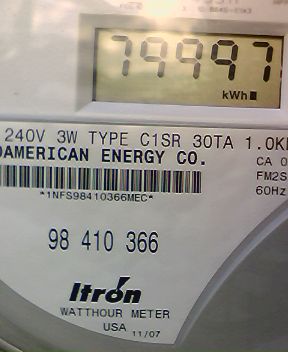 79997
kWh
240V 3W TYPE C1SR 30TA 1.0K
AMERICAN ENERGY CO.
CA 0
FM2S
60Hz
*1NFS98410366MEC*
98 410 366
Itrón
WATTHOUR METER
USA 11/07